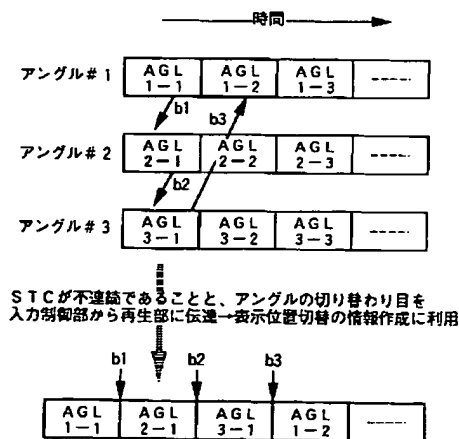 時間
アングル#1
AGL 1-1
AGL 1-2
AGL 1-3
b1
b3
アングル#2
AGL 2-1
AGL 2-2
AGL 2-3
b2
アングル#3
AGL 3-1
AGL 3-2
AGL 3-3
STCが不連続であることと、アングルの切り替わり目を
入力制御部から再生部に伝達→表示位置切替の情報作成に利用
b1
b2
b3
AGL 1-1
AGL 2-1
AGL 3-1
AGL 1-2